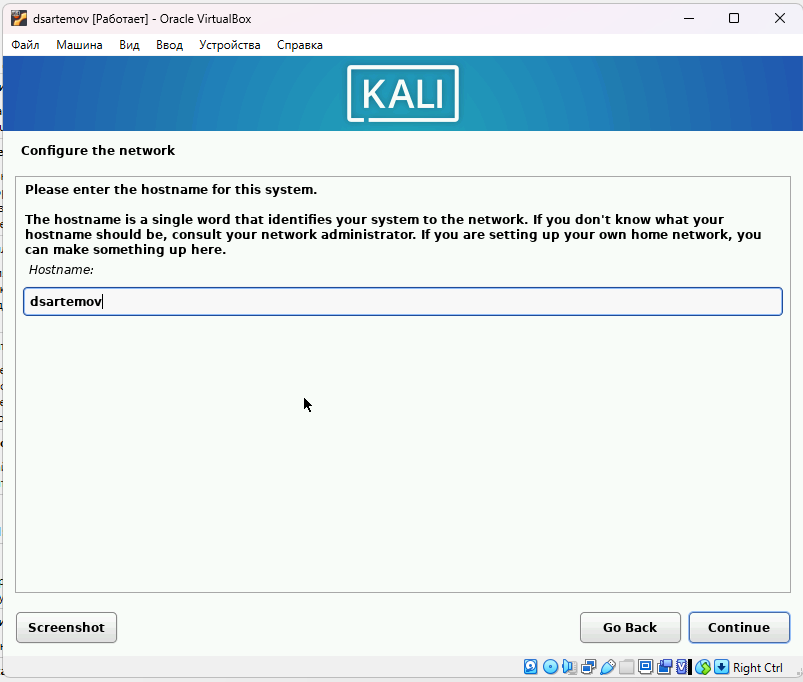 dsartemov [Работает] - Oracle VirtualBox
Файл Машина Вид Ввод Устройства Справка
KALI
Configure the network
Please enter the hostname for this system.
The hostname is a single word that identifies your system to the network. If you don't know what your
hostname should be, consult your network administrator. If you are setting up your own home network, you
can make something up here.
Hostname:
dsartemov
Screenshot Go Back Continue
Right Ctrl